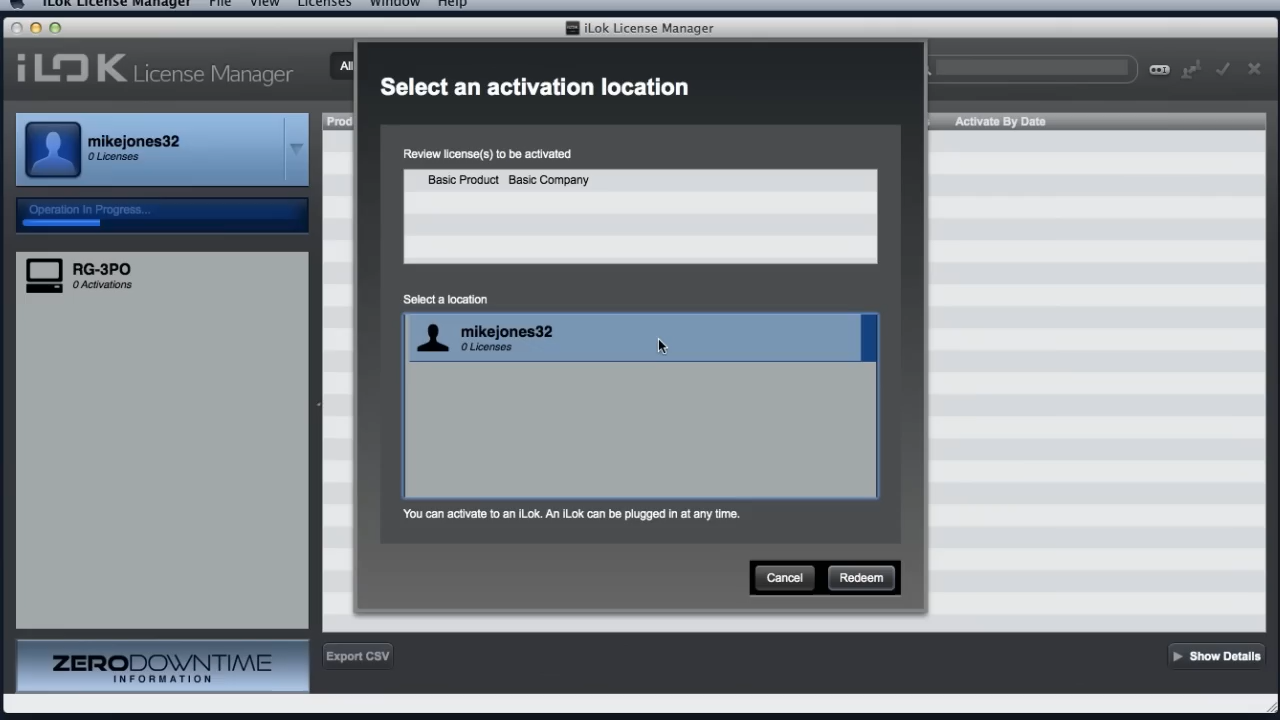 iLok License Manager File View Licenses Window Help
iLok License Manager
iLOK License Manager
All
Select an activation location
mikejones32
0 Licenses
Operation In Progress...
RG-3PO
0 Activations
Prod
Activate By Date
Review license(s) to be activated
Basic Product Basic Company
Select a location
mikejones32
0 Licenses
You can activate to an iLok. An iLok can be plugged in at any time.
Cancel Redeem
ZERODOWNTIME
INFORMATION
Export CSV
Show Details